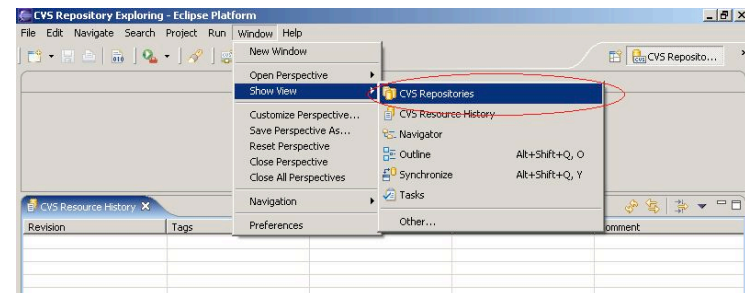 CVS Repository Exploring - Eclipse Platform
File Edit Navigate Search Project Run Window Help
CVS Reposito...
New Window
Open Perspective
Show View
Customize Perspective...
Save Perspective As...
Reset Perspective
Close Perspective
Close All Perspectives
Navigation
Preferences
CVS Repositories
CVS Resource History
Navigator
Outline Alt+Shift+Q, O
Synchronize Alt+Shift+Q, Y
Tasks
Other...
CVS Resource History
Revision Tags omment